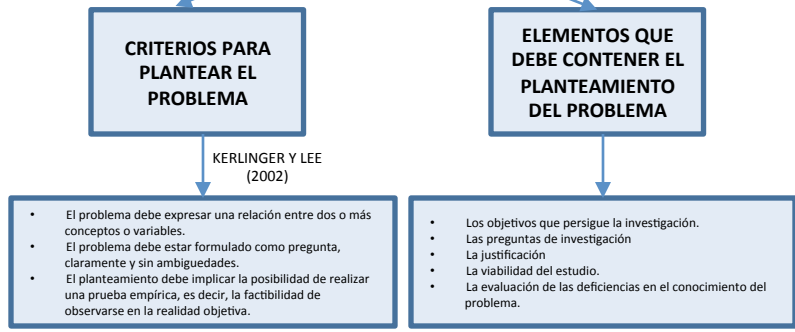 CRITERIOS PARA
PLANTEAR EL
PROBLEMA
KERLINGER Y LEE
(2002)
• El problema debe expresar una relación entre dos o más
conceptos o variables.
• El problema debe estar formulado como pregunta,
claramente y sin ambiguedades.
• El planteamiento debe implicar la posibilidad de realizar
una prueba empírica, es decir, la factibilidad de
observarse en la realidad objetiva.
ELEMENTOS QUE
DEBE CONTENER EL
PLANTEAMIENTO
DEL PROBLEMA
• Los objetivos que persigue la investigación.
• Las preguntas de investigación
• La justificación
• La viabilidad del estudio.
• La evaluación de las deficiencias en el conocimiento del
problema.